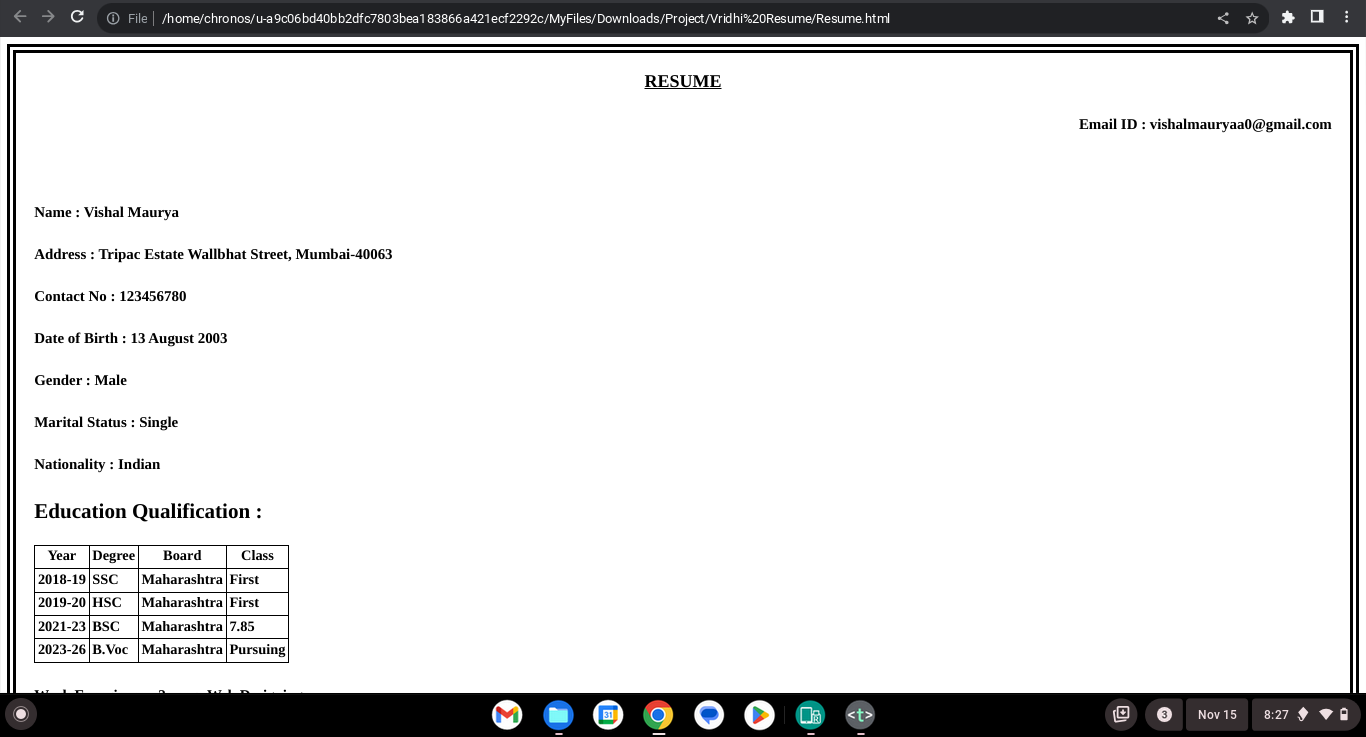 File
/home/chronos/u-a9c06bd40bb2dfc7803bea183866a421ecf2292c/MyFiles/Downloads/Project/Vridhi%20Resume/Resume.html
RESUME
Email ID : vishalmauryaa0@gmail.com
Name : Vishal Maurya
Address : Tripac Estate Wallbhat Street, Mumbai-40063
Contact No : 123456780
Date of Birth : 13 August 2003
Gender : Male
Marital Status : Single
Nationality : Indian
Education Qualification :
Year Degree Board Class
2018-19 SSC Maharashtra First
2019-20 HSC Maharashtra First
2021-23 BSC Maharashtra 7.85
2023-26 B.Voc Maharashtra Pursuing
31
<t>
3
Nov 15
8:27